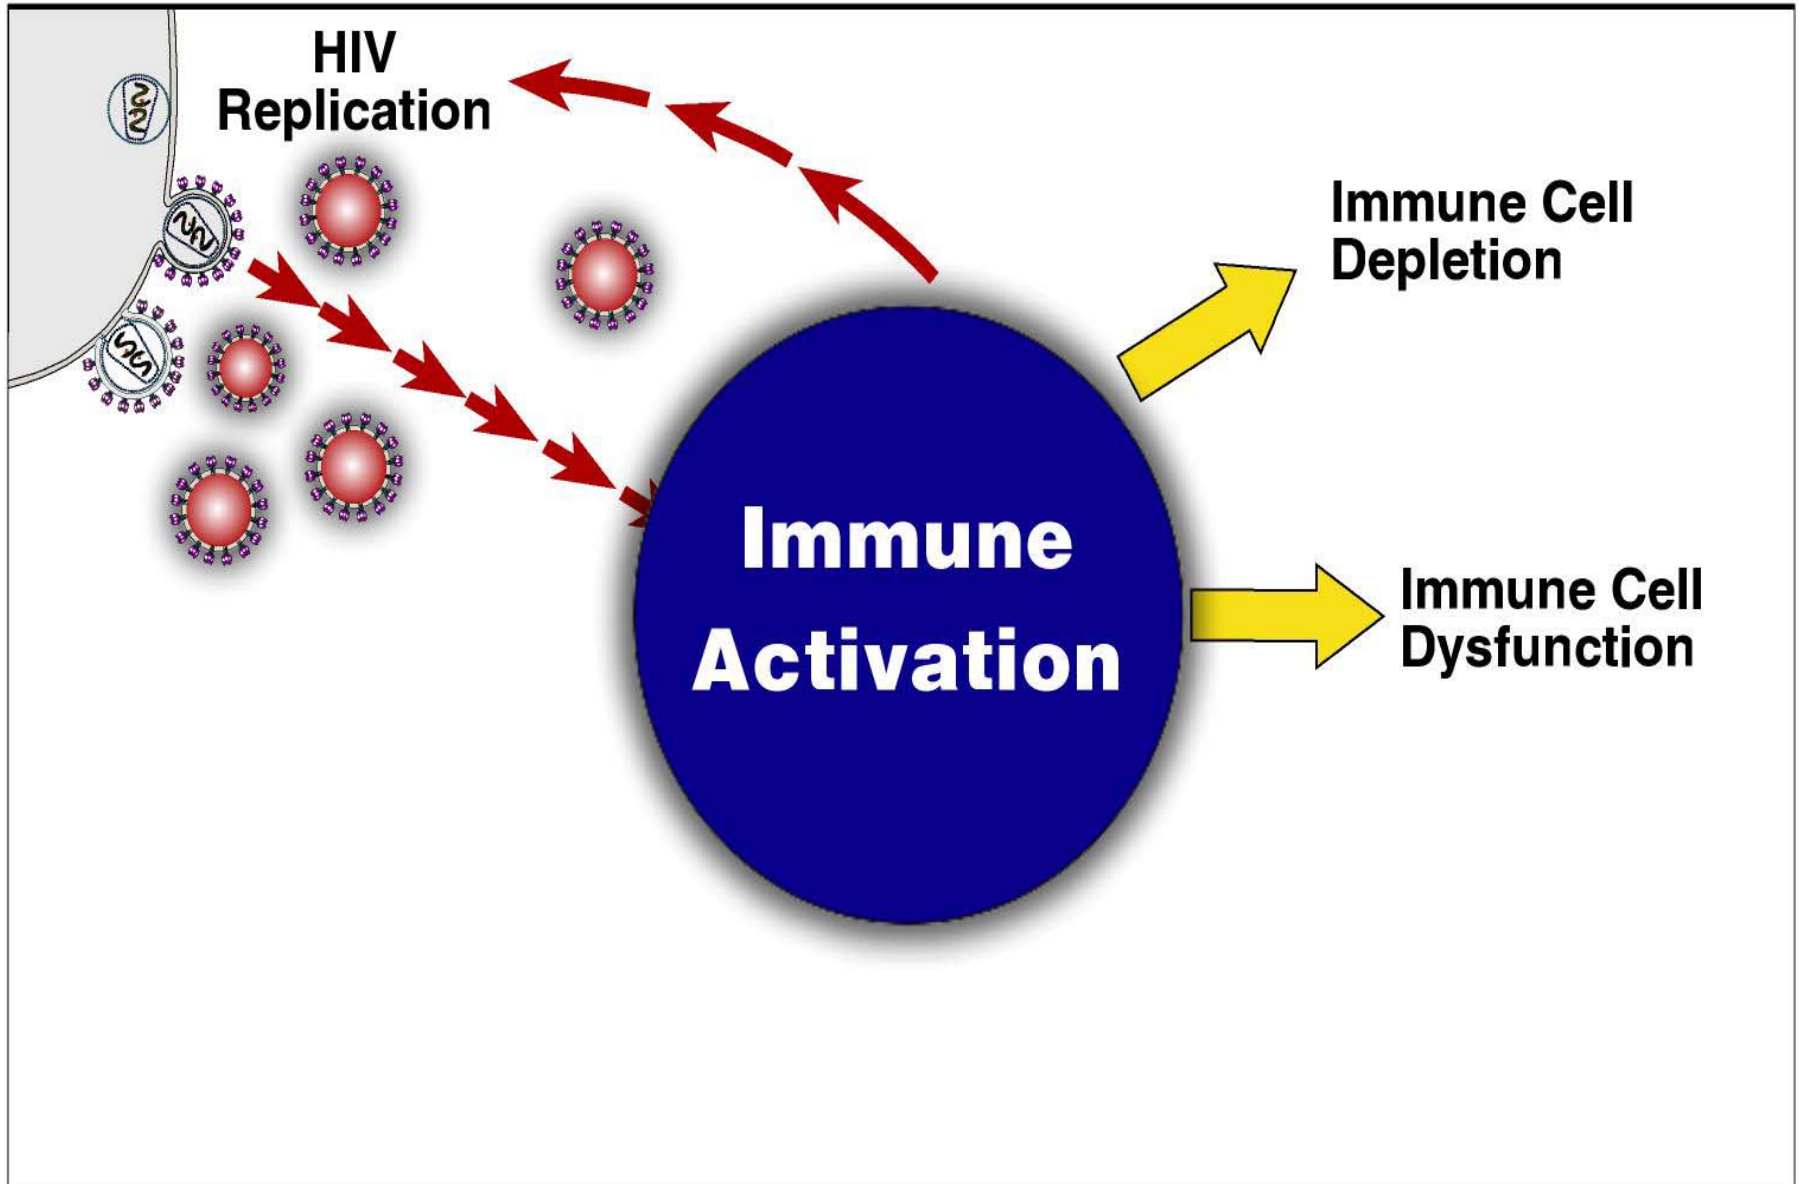 HIV
Replication
Immune Cell
Depletion
Immune
Activation
Immune Cell
Dysfunction